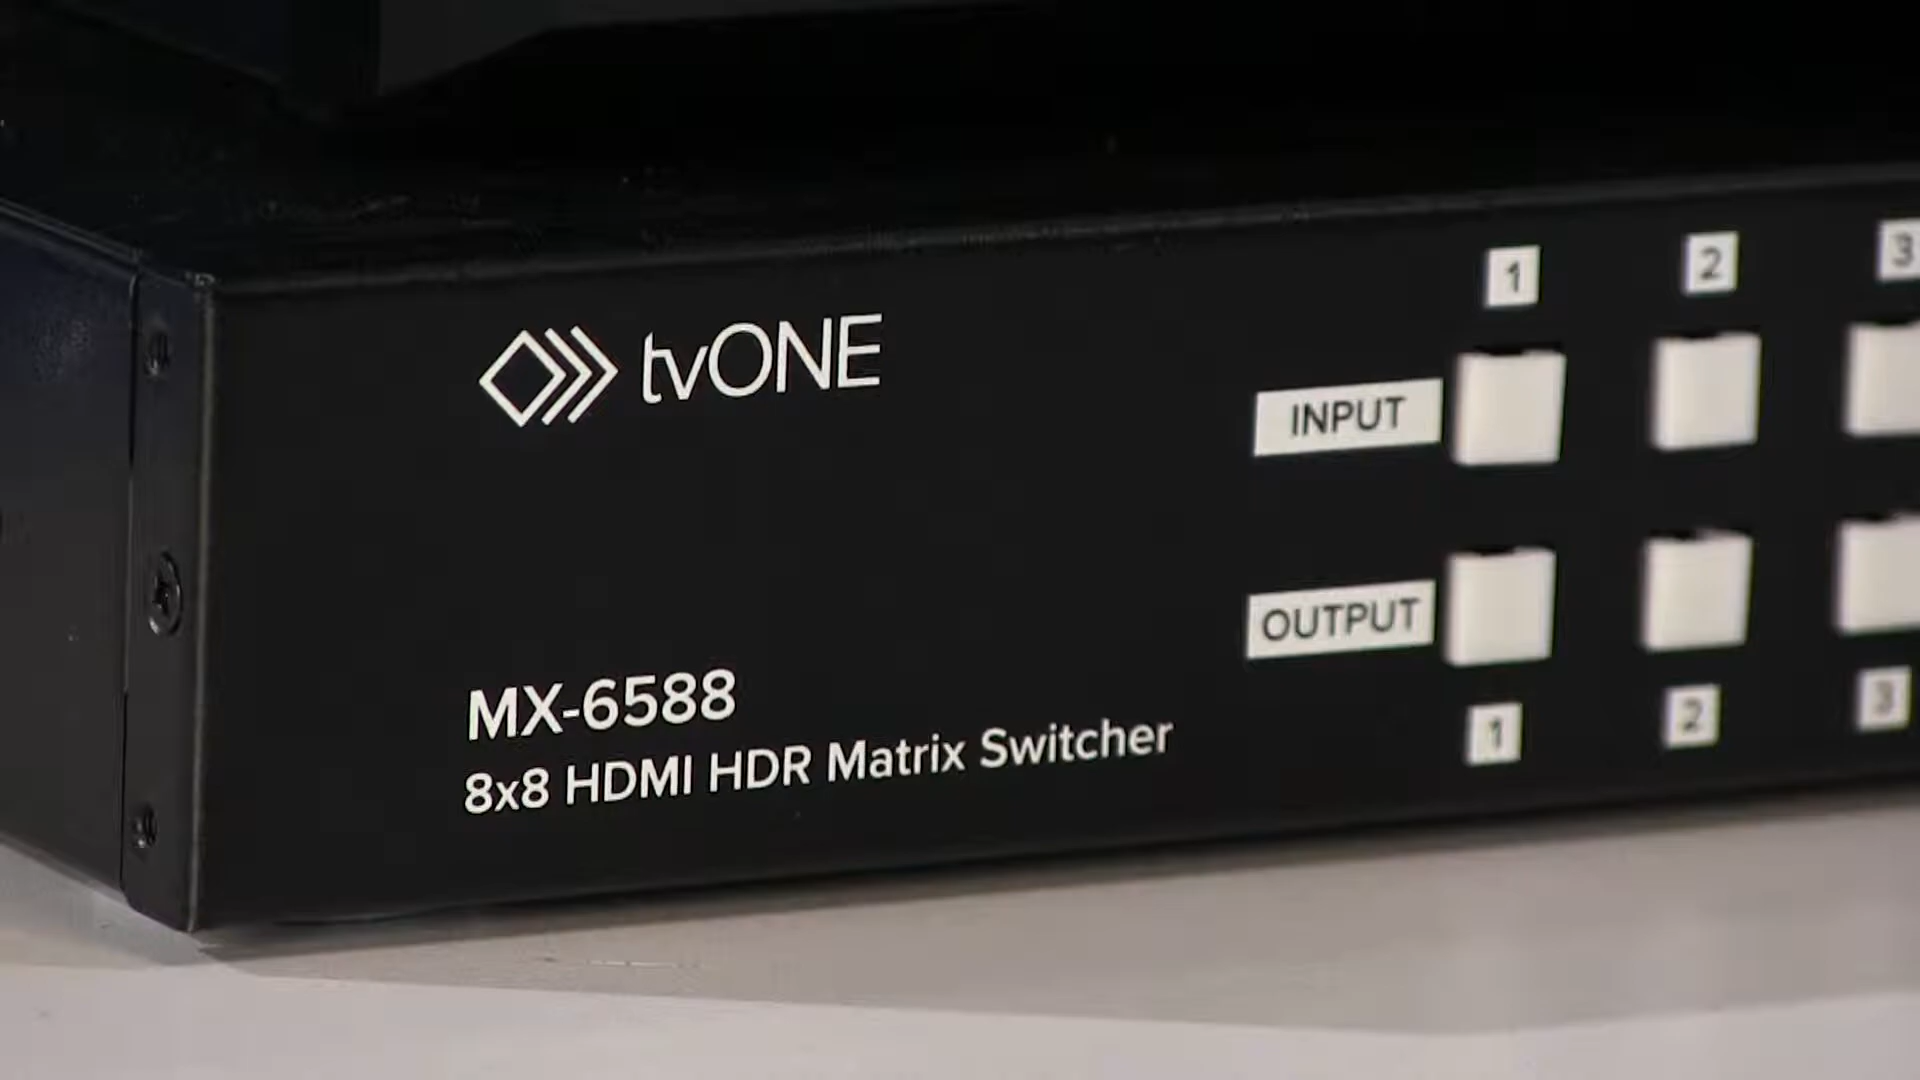 tvONE
MX-6588
8x8 HDMI HDR Matrix Switcher
1 2 3
INPUT
OUTPUT
1 2 3